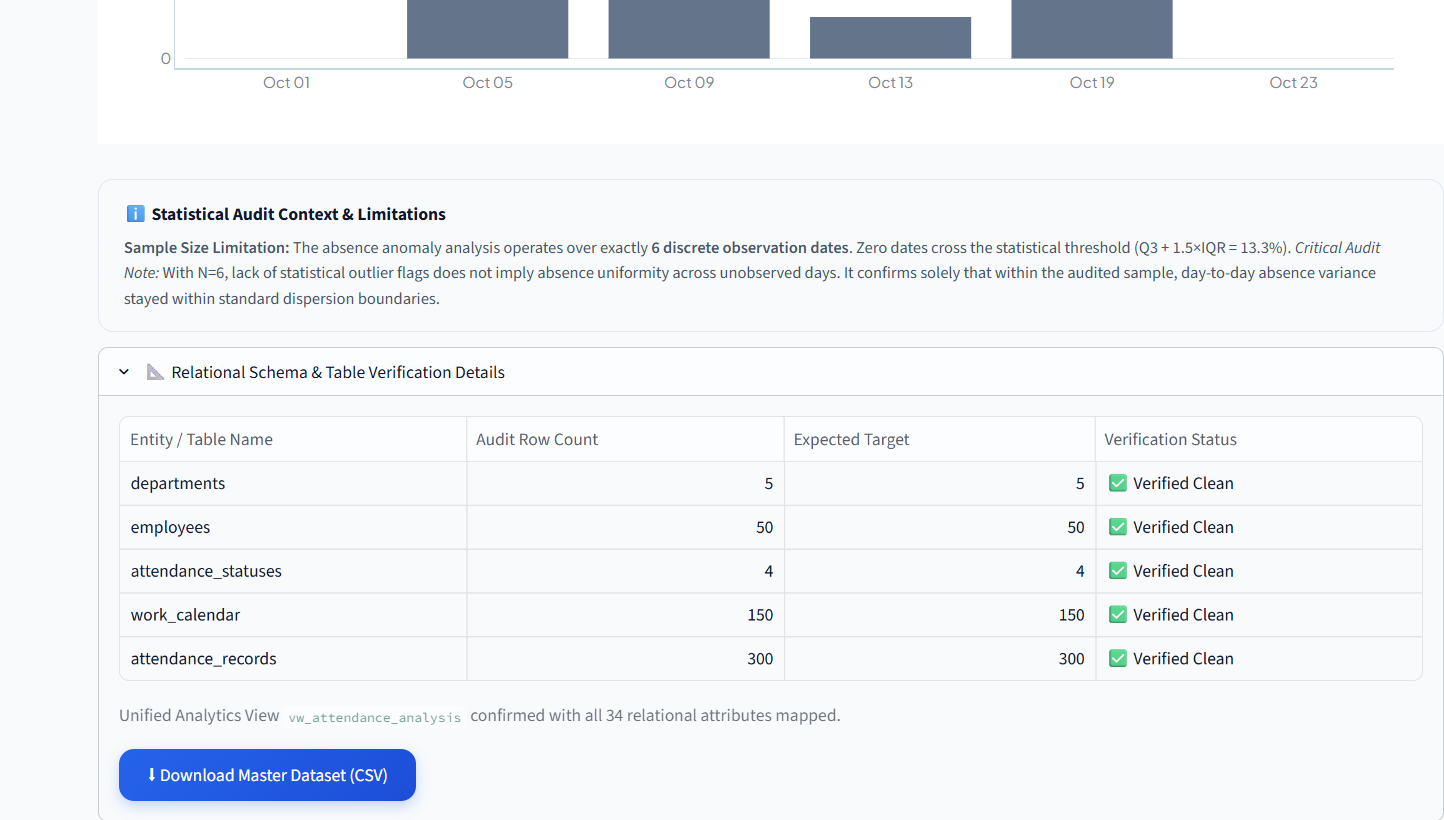 0
Oct 01 Oct 05 Oct 09 Oct 13 Oct 19 Oct 23
ℹ️ Statistical Audit Context & Limitations
Sample Size Limitation: The absence anomaly analysis operates over exactly 6 discrete observation dates. Zero dates cross the statistical threshold (Q3 + 1.5×IQR = 13.3%). Critical Audit
Note: With N=6, lack of statistical outlier flags does not imply absence uniformity across unobserved days. It confirms solely that within the audited sample, day-to-day absence variance
stayed within standard dispersion boundaries.
📐 Relational Schema & Table Verification Details
Entity / Table Name Audit Row Count Expected Target Verification Status
departments 5 5 ✅ Verified Clean
employees 50 50 ✅ Verified Clean
attendance_statuses 4 4 ✅ Verified Clean
work_calendar 150 150 ✅ Verified Clean
attendance_records 300 300 ✅ Verified Clean
Unified Analytics View vw_attendance_analysis confirmed with all 34 relational attributes mapped.
⬇ Download Master Dataset (CSV)